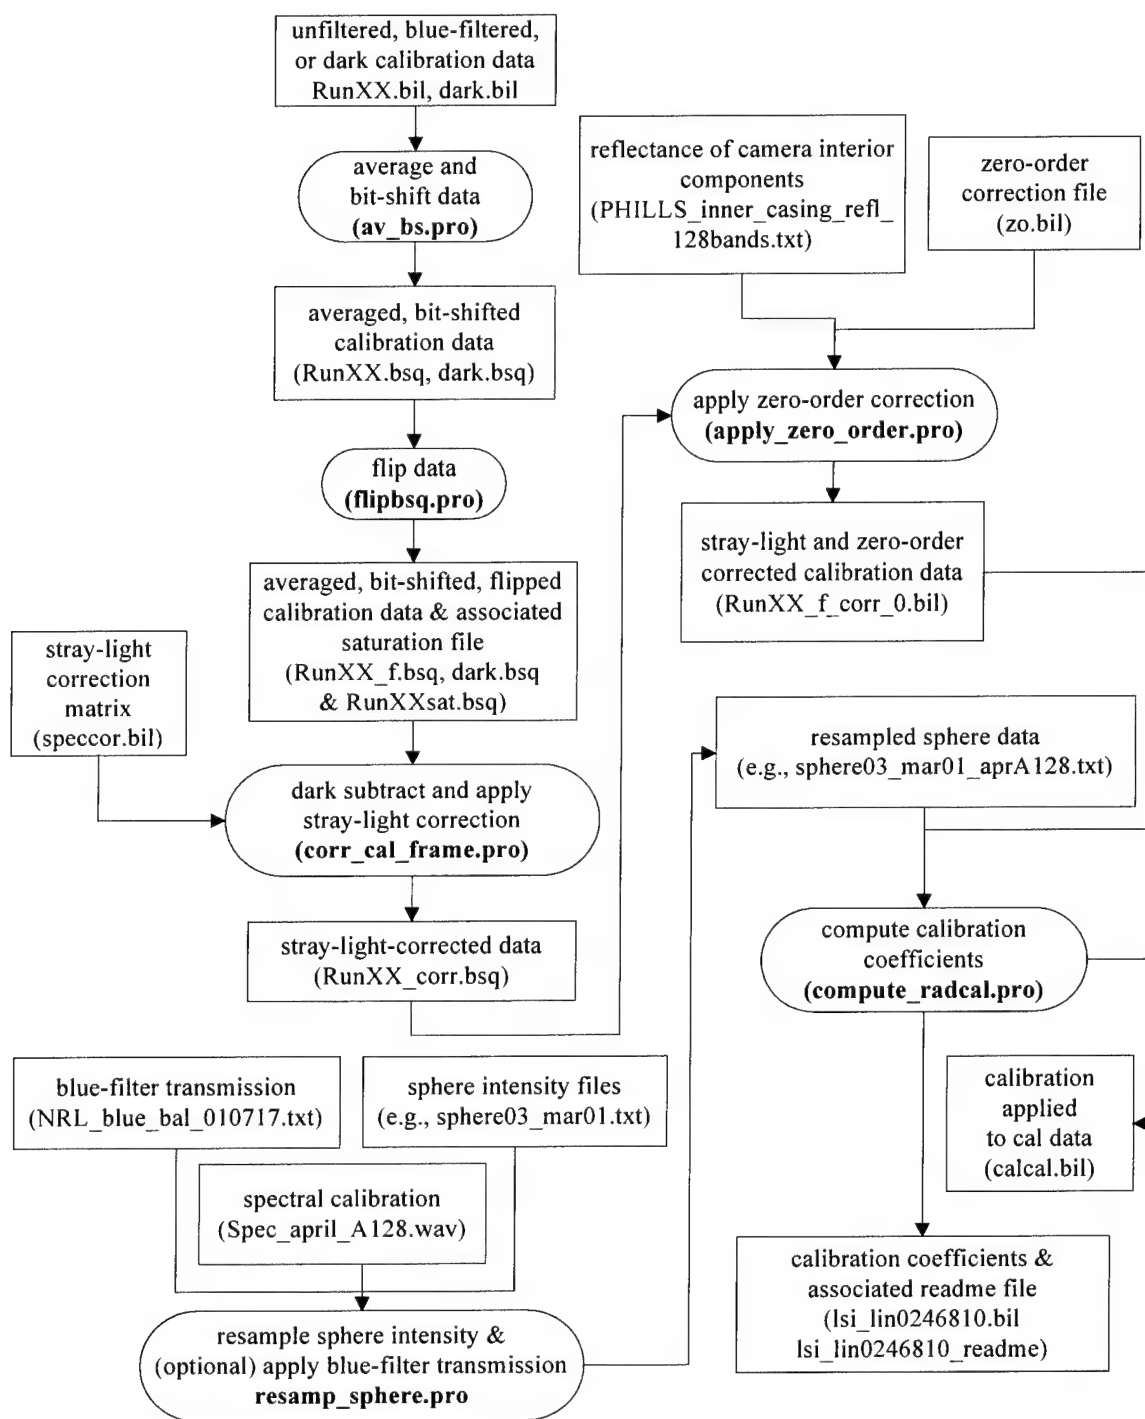 unfiltered, blue-filtered,
or dark calibration data
RunXX.bil, dark.bil
average and
bit-shift data
(av_bs.pro)
averaged, bit-shifted
calibration data
(RunXX.bsq, dark.bsq)
flip data
(flipbsq.pro)
averaged, bit-shifted, flipped
calibration data & associated
saturation file
(RunXX_f.bsq, dark.bsq
& RunXXsat.bsq)
stray-light
correction
matrix
(speccor.bil)
dark subtract and apply
stray-light correction
(corr_cal_frame.pro)
stray-light-corrected data
(RunXX_corr.bsq)
reflectance of camera interior
components
(PHILLS_inner_casing_refl_
128bands.txt)
zero-order
correction file
(zo.bil)
apply zero-order correction
(apply_zero_order.pro)
stray-light and zero-order
corrected calibration data
(RunXX_f_corr_0.bil)
blue-filter transmission
(NRL_blue_bal_010717.txt)
sphere intensity files
(e.g., sphere03_mar01.txt)
spectral calibration
(Spec_april_A128.wav)
resample sphere intensity &
(optional) apply blue-filter transmission
resamp_sphere.pro
resampled sphere data
(e.g., sphere03_mar01_aprA128.txt)
compute calibration
coefficients
(compute_radcal.pro)
calibration
applied
to cal data
(calcal.bil)
calibration coefficients &
associated readme file
(lsi_lin0246810.bil
lsi_lin0246810_readme)